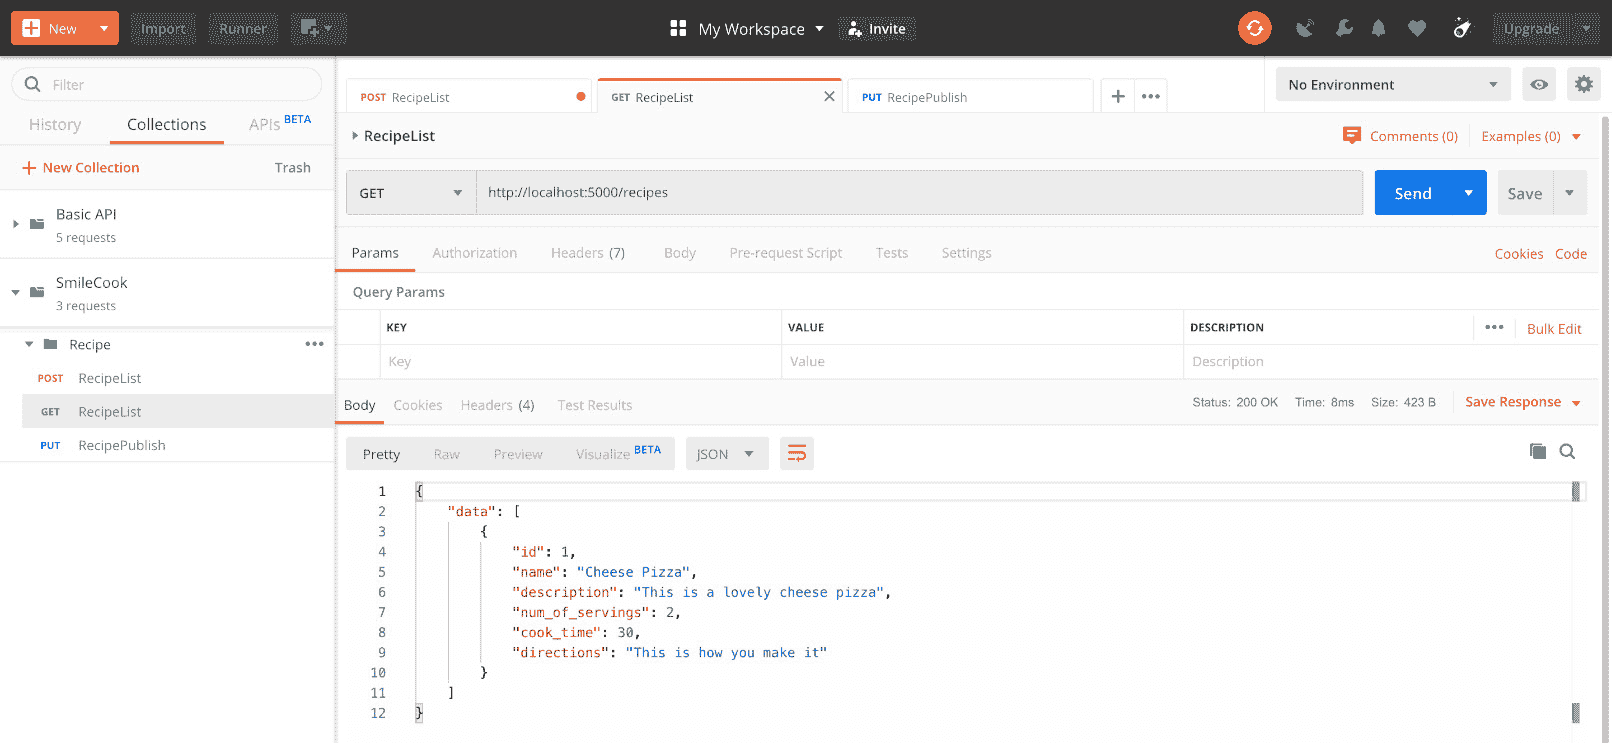 New Import Runner My Workspace Invite Upgrade
Filter
History Collections APIs BETA
New Collection Trash
Basic API
5 requests
SmileCook
3 requests
Recipe
POST RecipeList
GET RecipeList
PUT RecipePublish
POST RecipeList GET RecipeList PUT RecipePublish No Environment
RecipeList Comments (0) Examples (0)
GET http://localhost:5000/recipes Send Save
Params Authorization Headers (7) Body Pre-request Script Tests Settings Cookies Code
Query Params
KEY VALUE DESCRIPTION Bulk Edit
Key Value Description
Body Cookies Headers (4) Test Results Status: 200 OK Time: 8ms Size: 423 B Save Response
Pretty Raw Preview Visualize BETA JSON
1 {
2 "data": [
3 {
4 "id": 1,
5 "name": "Cheese Pizza",
6 "description": "This is a lovely cheese pizza",
7 "num_of_servings": 2,
8 "cook_time": 30,
9 "directions": "This is how you make it"
10 }
11 ]
12 }